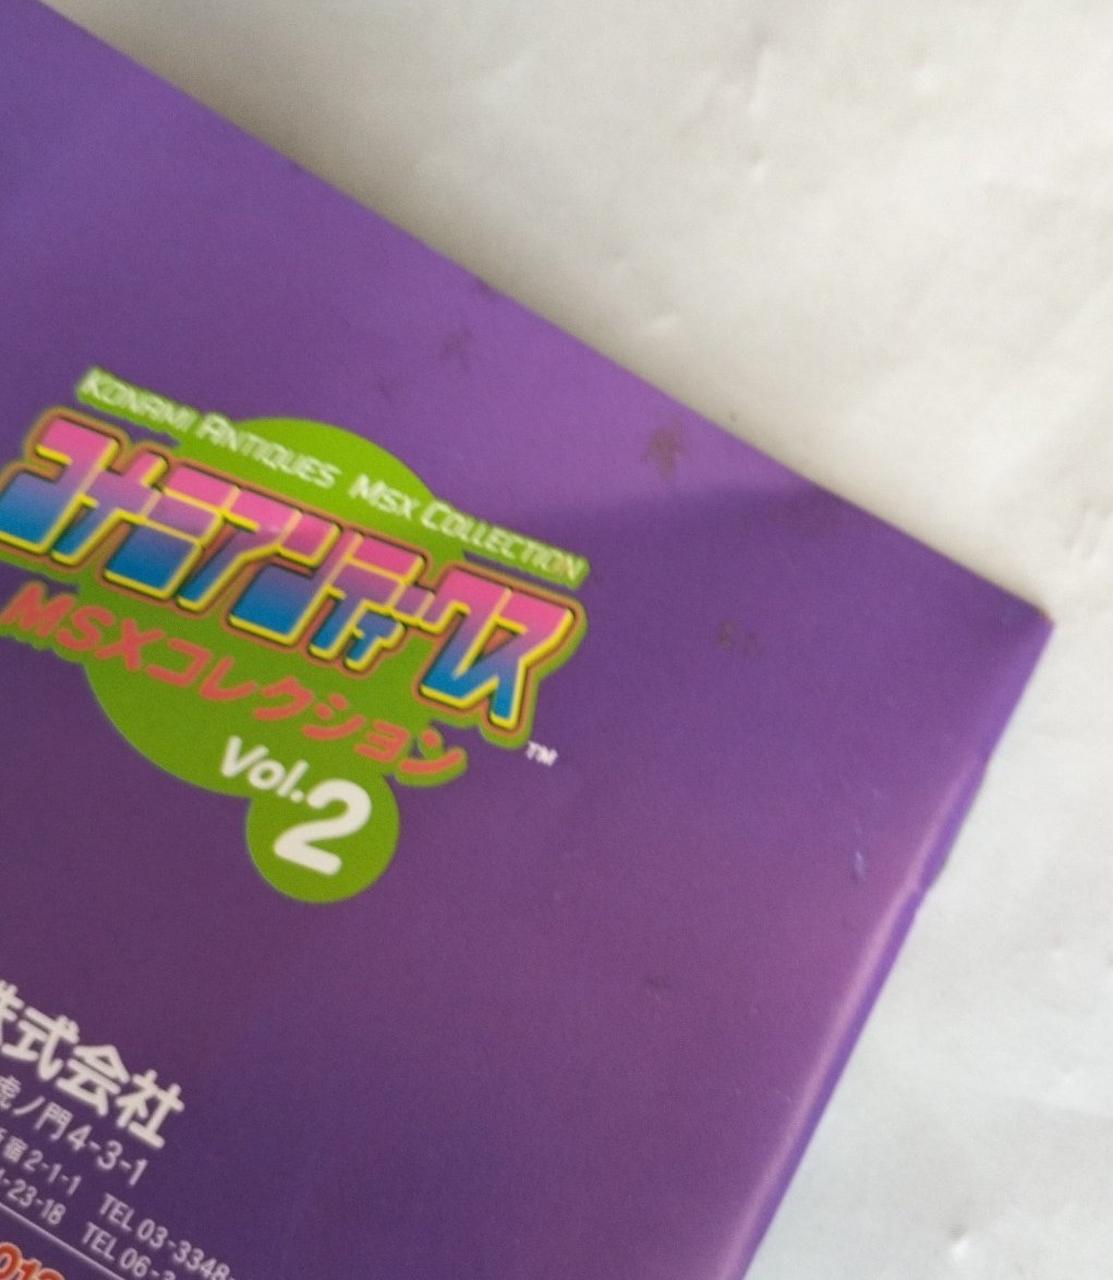 KONAMI ANTIQUES MSX COLLECTION
コナミアンティークス
MSXコレクション
™
Vol.2
株式会社
虎ノ門4-3-1
宿2-1-1 TEL 03-3348-
-23-18 TEL 06-